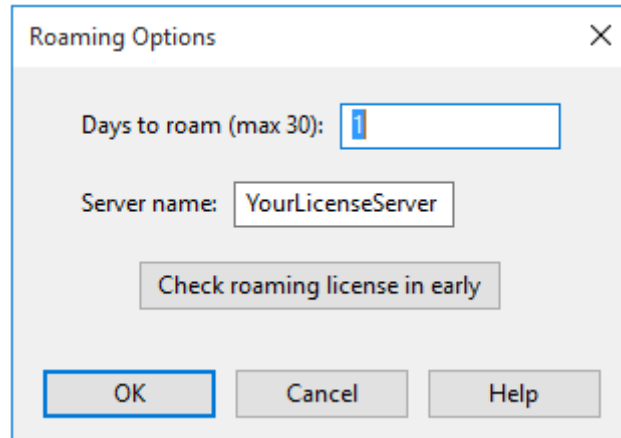 Roaming Options
Days to roam (max 30): 1
Server name: YourLicenseServer
Check roaming license in early
OK Cancel Help